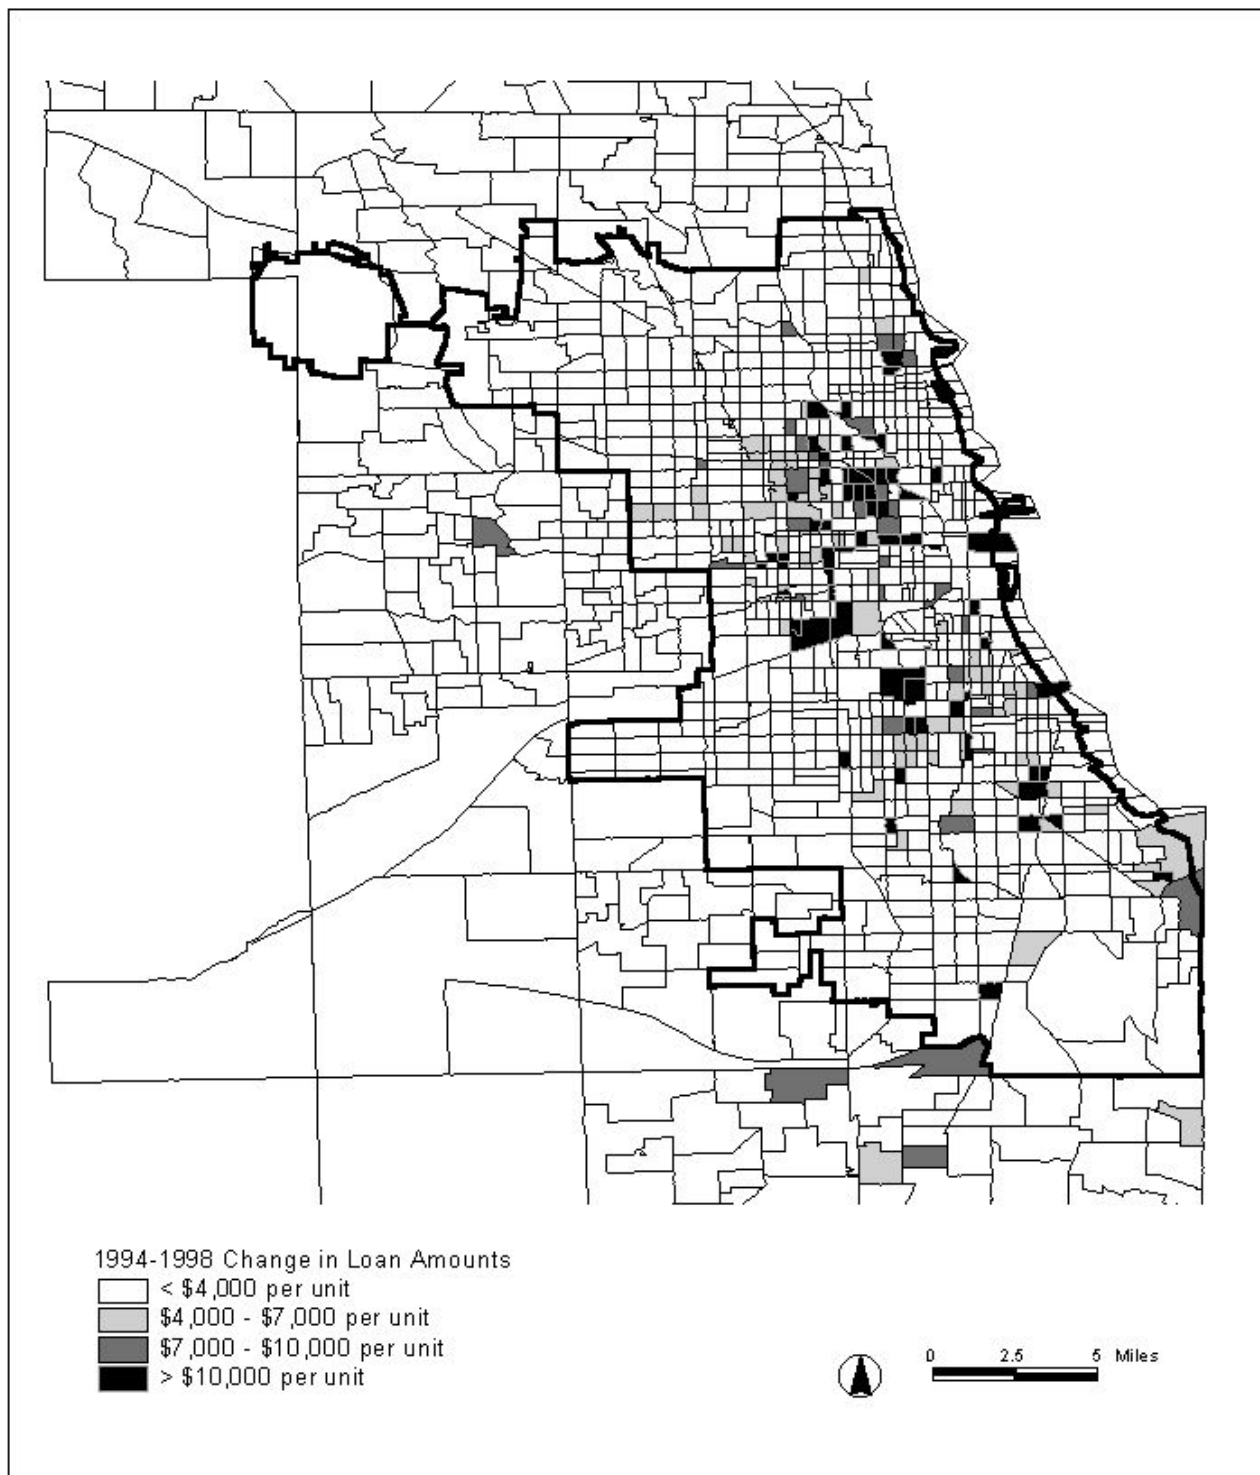 1994-1998 Change in Loan Amounts
< $4,000 per unit
$4,000 - $7,000 per unit
$7,000 - $10,000 per unit
> $10,000 per unit
0 2.5 5 Miles